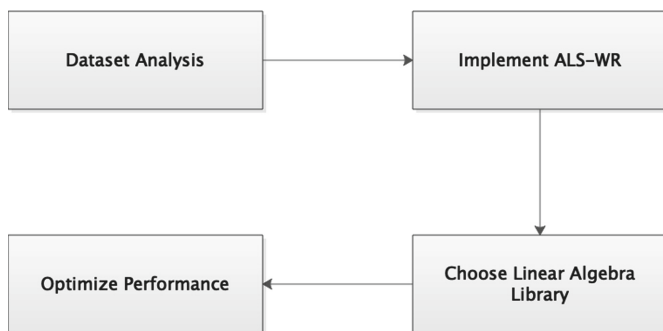 Dataset Analysis
Implement ALS-WR
Choose Linear Algebra
Library
Optimize Performance